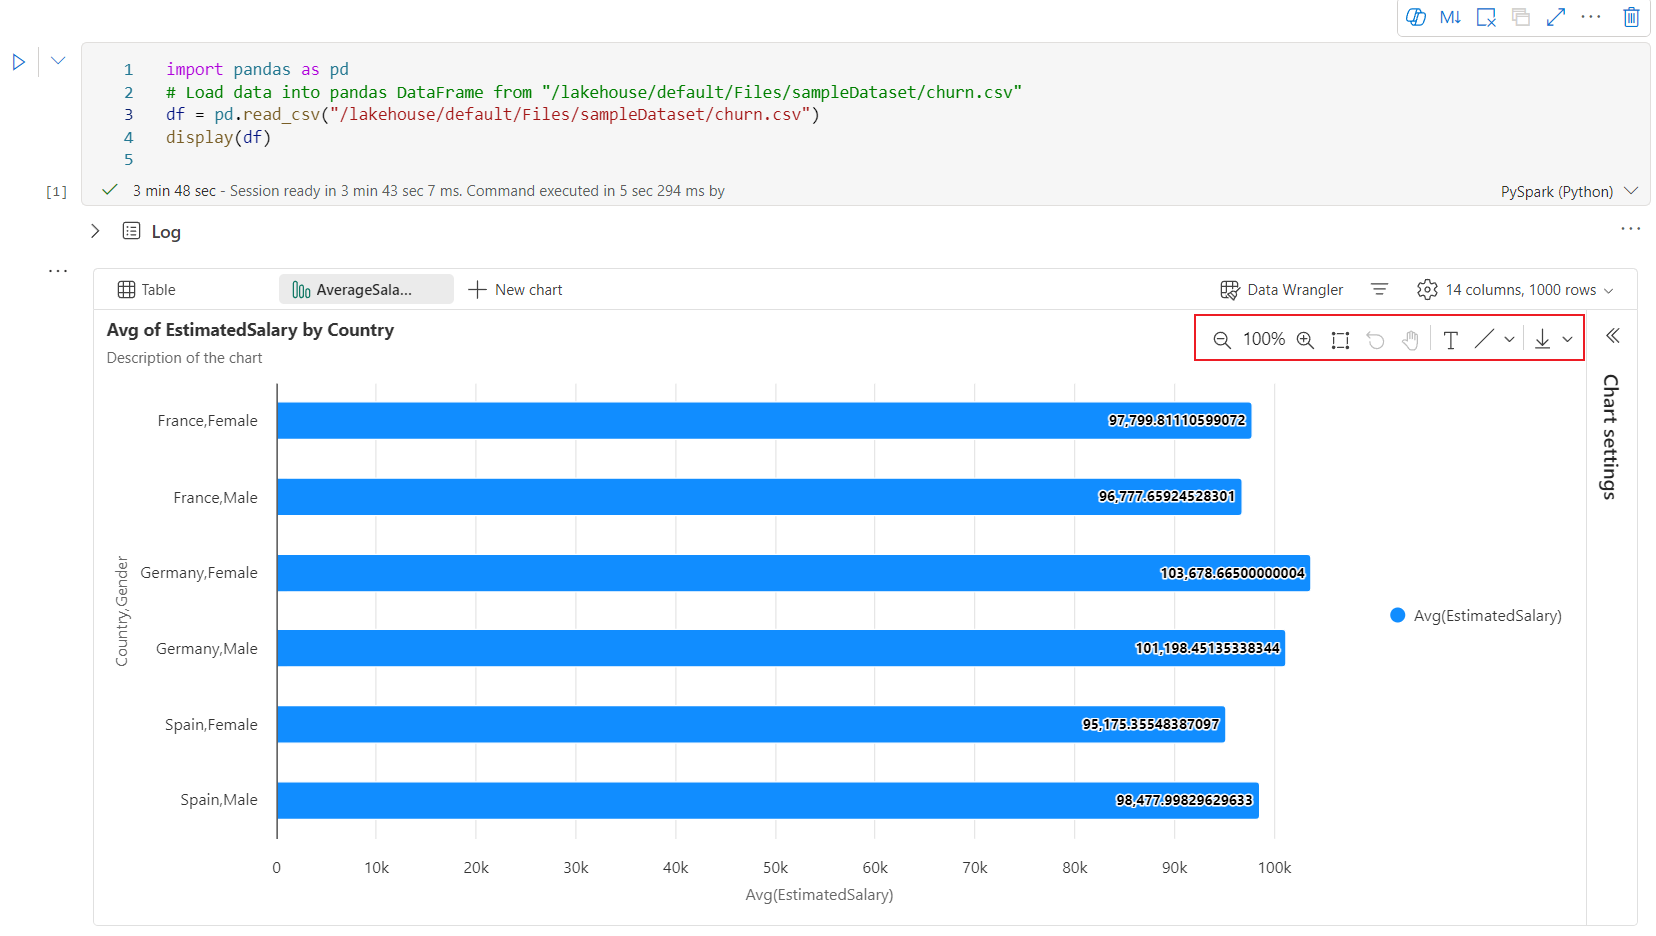 M↓
1 import pandas as pd
2 # Load data into pandas DataFrame from "/lakehouse/default/Files/sampleDataset/churn.csv"
3 df = pd.read_csv("/lakehouse/default/Files/sampleDataset/churn.csv")
4 display(df)
5
[1] 3 min 48 sec - Session ready in 3 min 43 sec 7 ms. Command executed in 5 sec 294 ms by PySpark (Python)
Log
Table AverageSala... New chart Data Wrangler 14 columns, 1000 rows
Avg of EstimatedSalary by Country
Description of the chart
100% T
Chart settings
Country,Gender
France,Female 97,799.81110599072
France,Male 96,777.65924528301
Germany,Female 103,678.66500000004
Germany,Male 101,198.45135338344
Spain,Female 95,175.35548387097
Spain,Male 98,477.99829629633
Avg(EstimatedSalary)
0 10k 20k 30k 40k 50k 60k 70k 80k 90k 100k
Avg(EstimatedSalary)